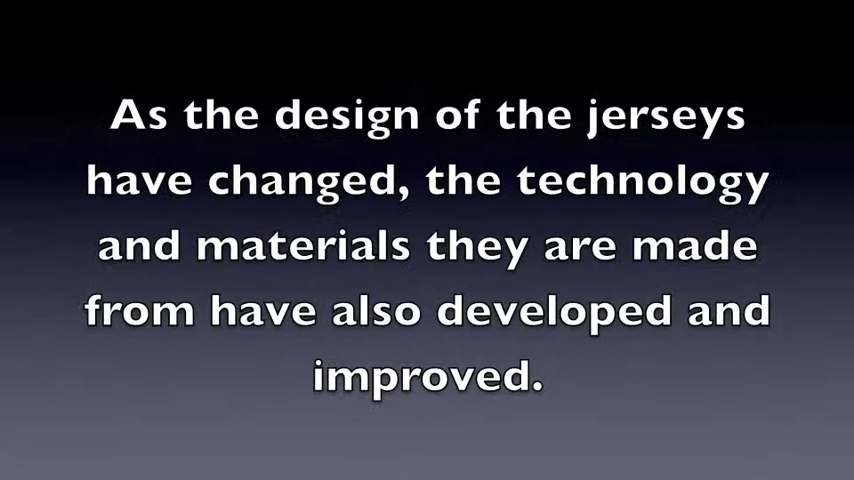 As the design of the jerseys
have changed, the technology
and materials they are made
from have also developed and
improved.